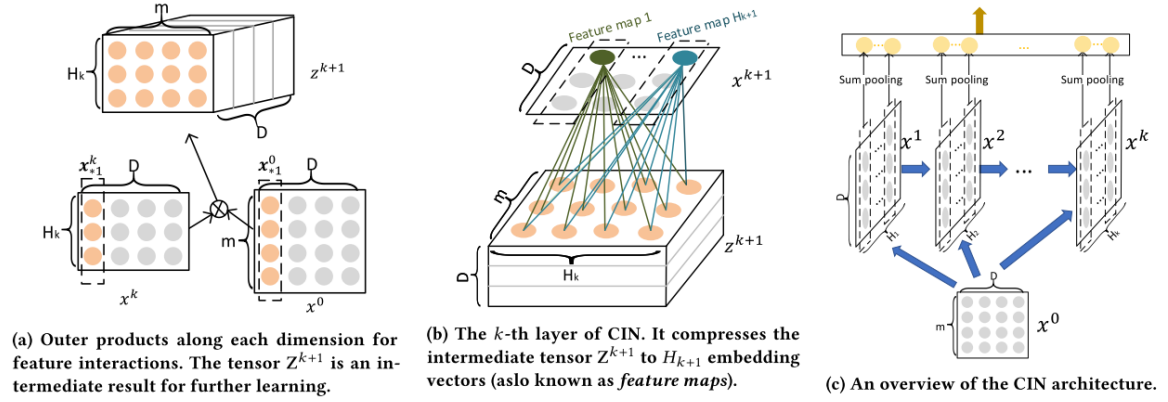 m
H_k
z^{k+1}
D
x^k_{*1}
D
x^0_{*1}
D
H_k
m
x^k
x^0
(a) Outer products along each dimension for
feature interactions. The tensor Z^{k+1} is an in-
termediate result for further learning.
Feature map 1
Feature map H_{k+1}
D
...
x^{k+1}
m
z^{k+1}
D
H_k
(b) The k-th layer of CIN. It compresses the
intermediate tensor Z^{k+1} to H_{k+1} embedding
vectors (aslo known as feature maps).
...
Sum pooling
Sum pooling
Sum pooling
x^1
x^2
x^k
...
D
H_1
H_2
H_k
D
m
x^0
(c) An overview of the CIN architecture.